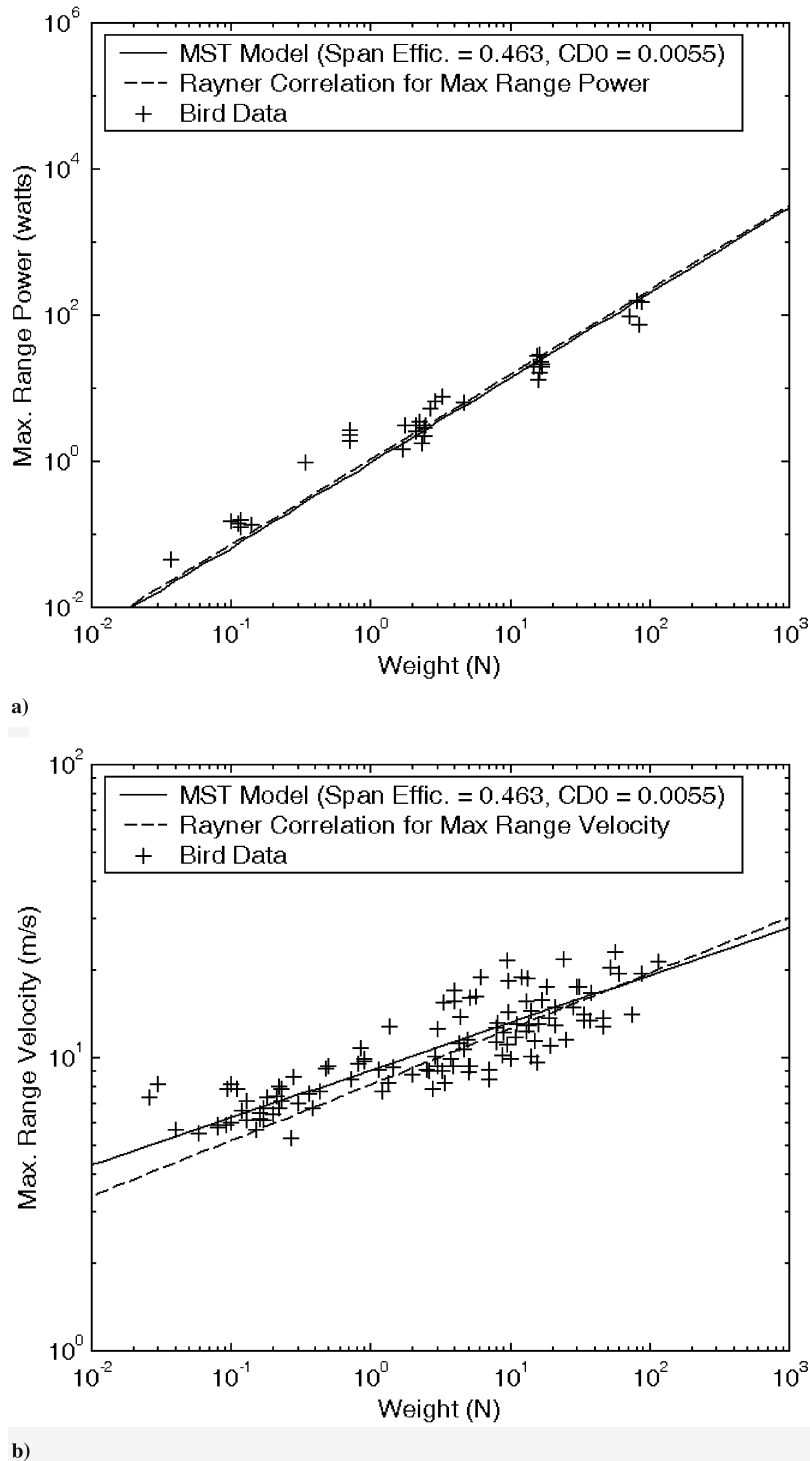 10^6
MST Model (Span Effic. = 0.463, CD0 = 0.0055)
Rayner Correlation for Max Range Power
Bird Data
10^4
10^2
10^0
10^-2
Max. Range Power (watts)
10^-2 10^-1 10^0 10^1 10^2 10^3
Weight (N)
a)
10^2
MST Model (Span Effic. = 0.463, CD0 = 0.0055)
Rayner Correlation for Max Range Velocity
Bird Data
10^1
10^0
Max. Range Velocity (m/s)
10^-2 10^-1 10^0 10^1 10^2 10^3
Weight (N)
b)